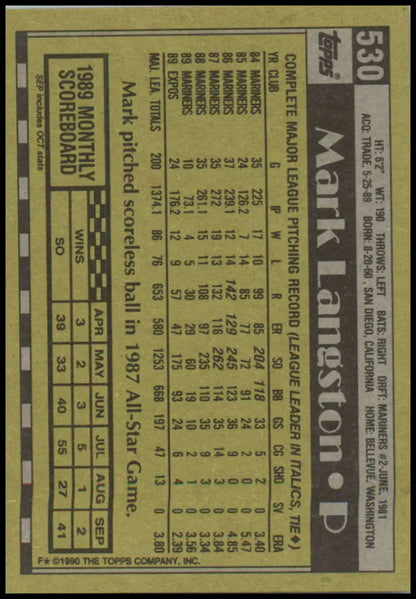 530
topps®
Mark Langston • P
HT: 6'2" WT: 190 THROWS: LEFT BATS: RIGHT DRFT: MARINERS #2-JUNE, 1981
ACQ: TRADE, 5-25-89 BORN: 8-20-60, SAN DIEGO, CALIFORNIA HOME: BELLEVUE, WASHINGTON
COMPLETE MAJOR LEAGUE PITCHING RECORD (LEAGUE LEADER IN ITALICS, TIE◆)
YR CLUB G IP W L R ER SO BB GS CG SHO SV ERA
84 MARINERS 35 225 17 10 99 85 204 118 33 5 2 0 3.40
85 MARINERS 24 126.2 7 14 85 77 72 91 24 2 0 0 5.47
86 MARINERS 37 239.1 12 14 142 129 245 123 36 9 0 0 4.85
87 MARINERS 35 272 19 13 132 116 262 114 35 14 3 0 3.84
88 MARINERS 35 261.1 15 11 108 97 235 110 35 9 3 0 3.34
89 MARINERS 10 73.1 4 5 30 29 60 19 10 2 1 0 3.56
89 EXPOS 24 176.2 12 9 57 47 175 93 24 6 4 0 2.39
MAJ. LEA. TOTALS 200 1374.1 86 76 653 580 1253 668 197 47 13 0 3.80
Mark pitched scoreless ball in 1987 All-Star Game.
1989 MONTHLY
SCOREBOARD
SEP includes OCT stats
APR MAY JUN JUL AUG SEP
WINS 3 2 3 5 1 2
SO 39 33 40 55 27 41
F★ ©1990 THE TOPPS COMPANY, INC.